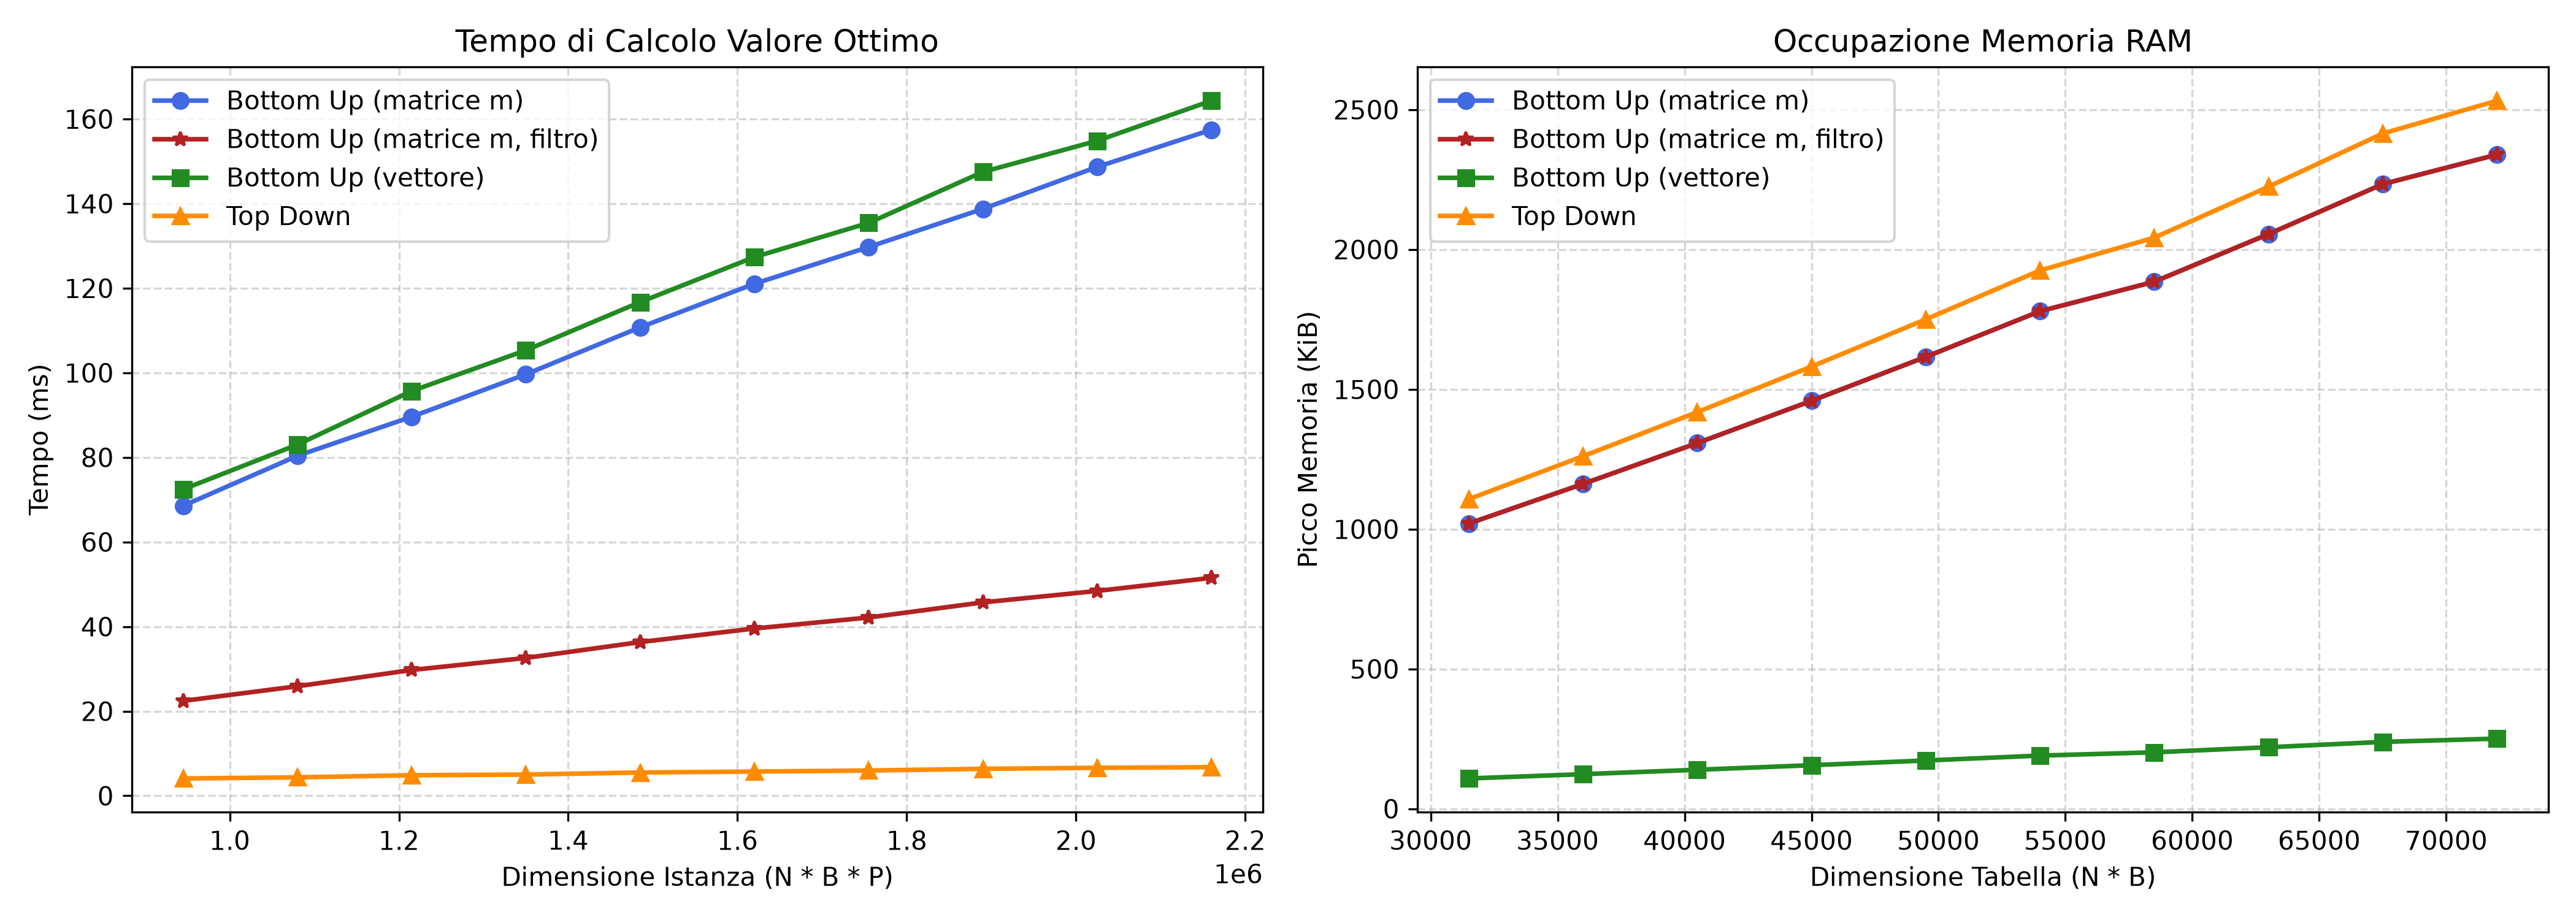 Tempo di Calcolo Valore Ottimo
Bottom Up (matrice m)
Bottom Up (matrice m, filtro)
Bottom Up (vettore)
Top Down
160
140
120
100
80
60
40
20
0
Tempo (ms)
1.0 1.2 1.4 1.6 1.8 2.0 2.2
1e6
Dimensione Istanza (N * B * P)
Occupazione Memoria RAM
Bottom Up (matrice m)
Bottom Up (matrice m, filtro)
Bottom Up (vettore)
Top Down
2500
2000
1500
1000
500
0
Picco Memoria (KiB)
30000 35000 40000 45000 50000 55000 60000 65000 70000
Dimensione Tabella (N * B)